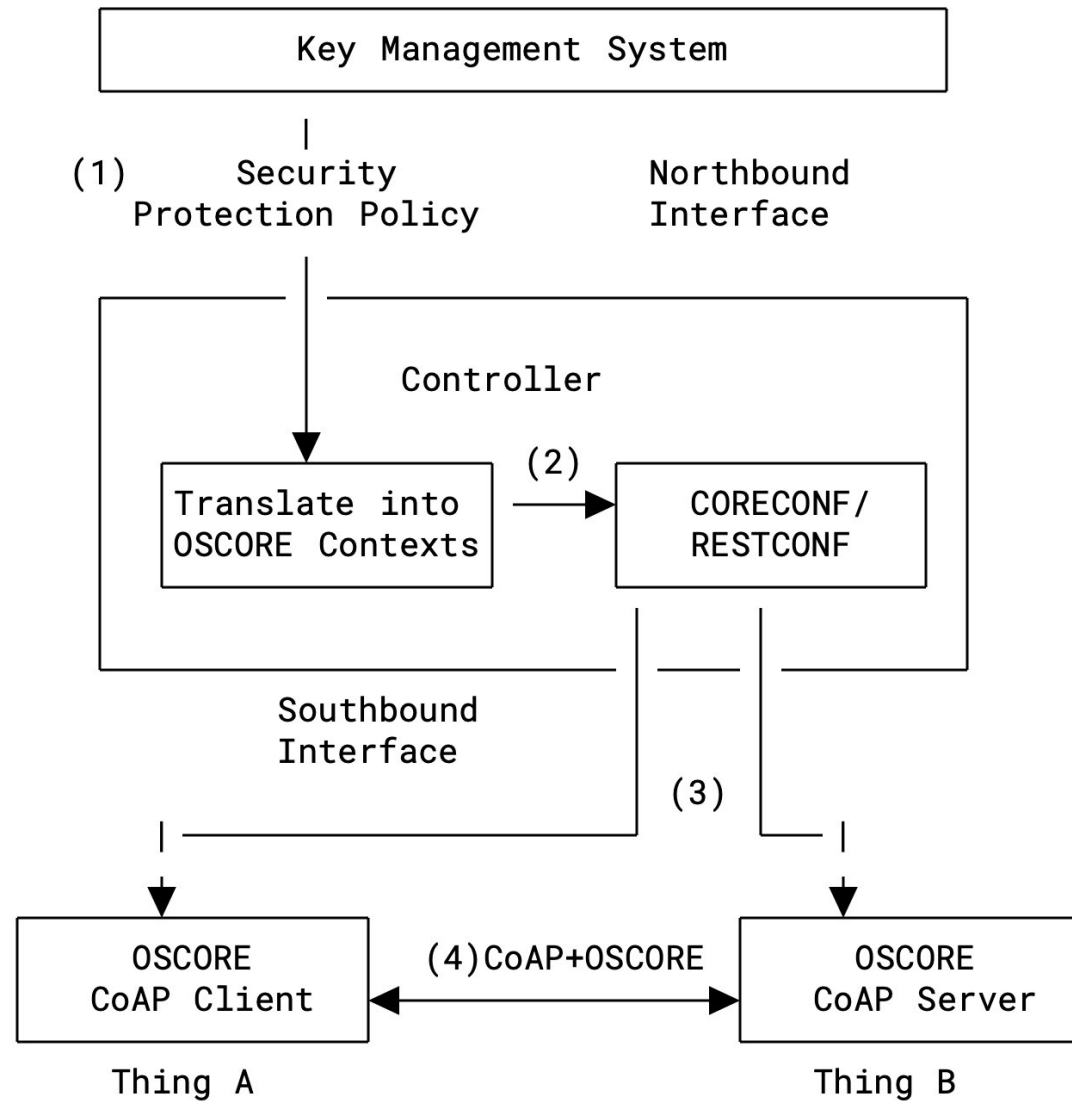 Key Management System
(1) Security
Protection Policy
Northbound
Interface
Controller
Translate into
OSCORE Contexts
(2)
CORECONF/
RESTCONF
Southbound
Interface
(3)
OSCORE
CoAP Client
(4)CoAP+OSCORE
OSCORE
CoAP Server
Thing A
Thing B